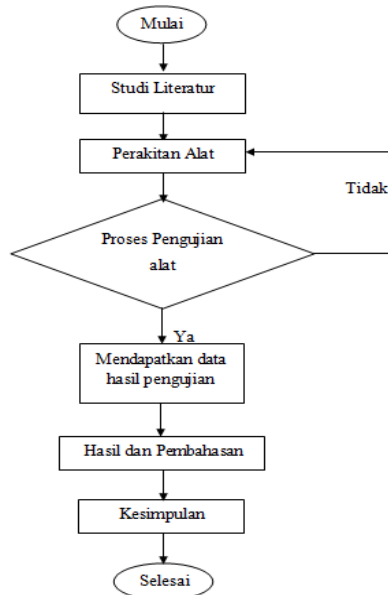 Mulai
Studi Literatur
Perakitan Alat
Tidak
Proses Pengujian
alat
Ya
Mendapatkan data
hasil pengujian
Hasil dan Pembahasan
Kesimpulan
Selesai